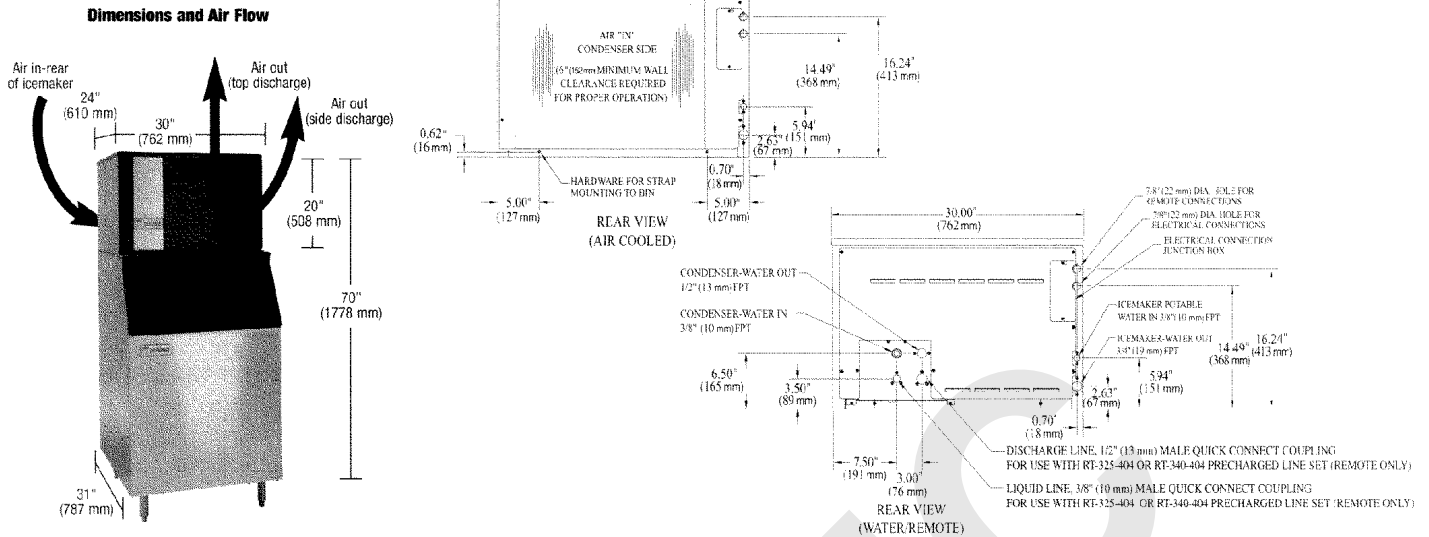 Dimensions and Air Flow
Air in-rear
of icemaker
24"
(610 mm)
30"
(762 mm)
Air out
(top discharge)
Air out
(side discharge)
20"
(508 mm)
70"
(1778 mm)
31"
(787 mm)
AIR "IN"
CONDENSER SIDE
(6"(152mm MINIMUM WALL
CLEARANCE REQUIRED
FOR PROPER OPERATION)
0.62"
(16 mm)
HARDWARE FOR STRAP
MOUNTING TO BIN
5.00"
(127 mm)
REAR VIEW
(AIR COOLED)
0.70"
(18 mm)
5.00"
(127 mm)
2.63"
(67 mm)
5.94"
(151 mm)
14.49"
(368 mm)
16.24"
(413 mm)
30.00"
(762 mm)
7/8" (22 mm) DIA. HOLE FOR
REMOTE CONNECTIONS
7/8" (22 mm) DIA. HOLE FOR
ELECTRICAL CONNECTIONS
ELECTRICAL CONNECTION
JUNCTION BOX
CONDENSER-WATER OUT
1/2" (13 mm) FPT
CONDENSER-WATER IN
3/8" (10 mm) FPT
ICEMAKER POTABLE
WATER IN 3/8" (10 mm) FPT
ICEMAKER-WATER OUT
3/4" (19 mm) FPT
6.50"
(165 mm)
3.50"
(89 mm)
14.49"
(368 mm)
16.24"
(413 mm)
5.94"
(151 mm)
2.63"
(67 mm)
0.70"
(18 mm)
7.50"
(191 mm)
3.00"
(76 mm)
REAR VIEW
(WATER/REMOTE)
DISCHARGE LINE, 1/2" (13 mm) MALE QUICK CONNECT COUPLING
FOR USE WITH RT-325-404 OR RT-340-404 PRECHARGED LINE SET (REMOTE ONLY)
LIQUID LINE, 3/8" (10 mm) MALE QUICK CONNECT COUPLING
FOR USE WITH RT-325-404 OR RT-340-404 PRECHARGED LINE SET (REMOTE ONLY)